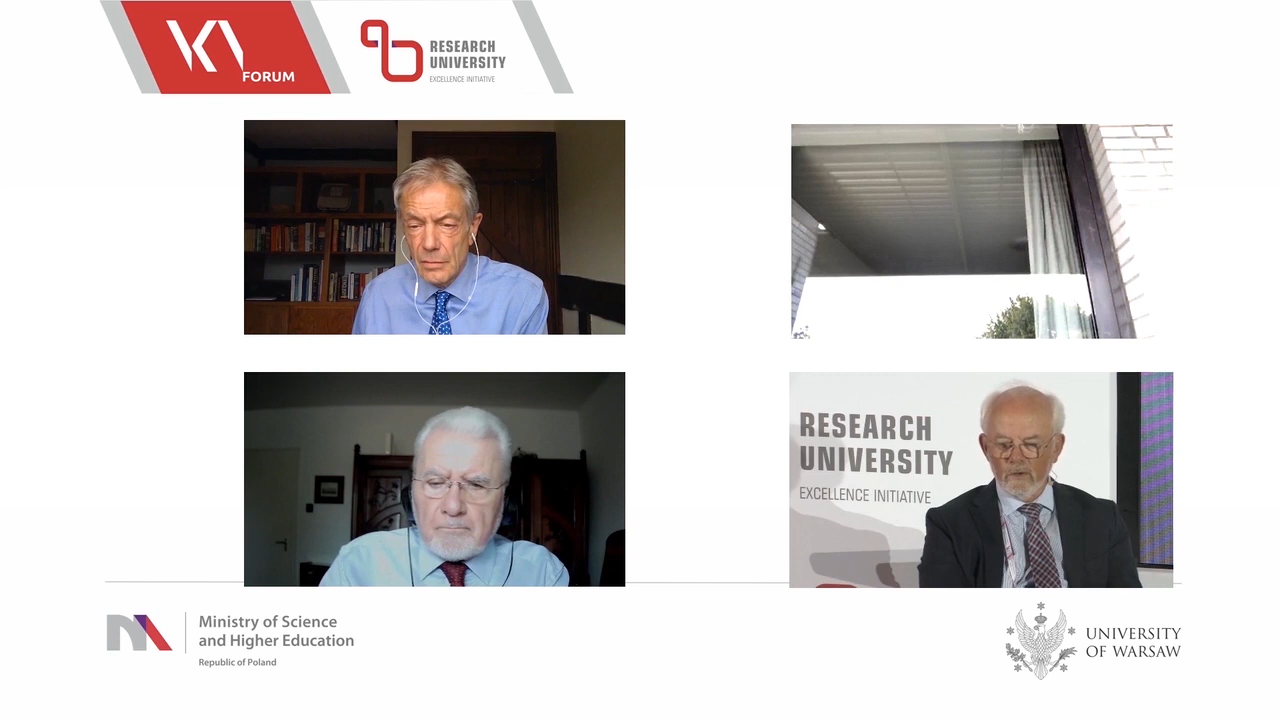 FORUM
RESEARCH
UNIVERSITY
EXCELLENCE INITIATIVE
RESEARCH
UNIVERSITY
EXCELLENCE INITIATIVE
Ministry of Science
and Higher Education
Republic of Poland
UNIVERSITY
OF WARSAW